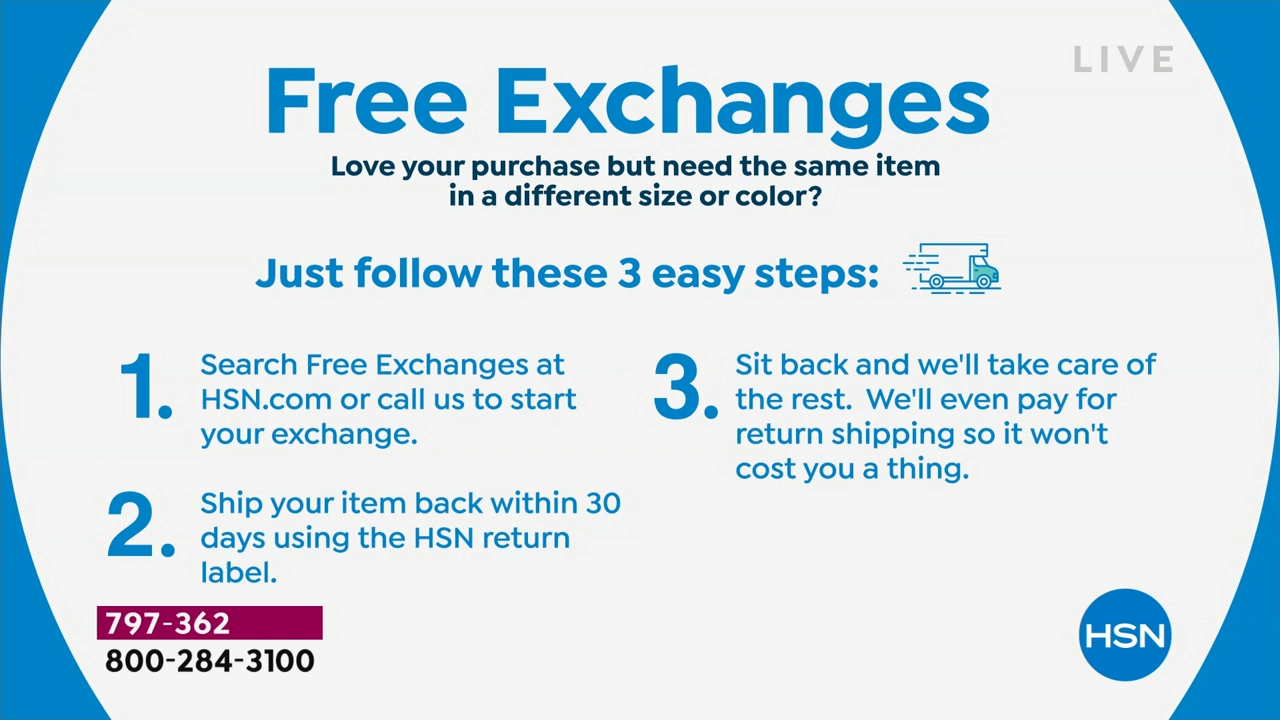 LIVE
Free Exchanges
Love your purchase but need the same item
in a different size or color?
Just follow these 3 easy steps:
1. Search Free Exchanges at
HSN.com or call us to start
your exchange.
2. Ship your item back within 30
days using the HSN return
label.
3. Sit back and we'll take care of
the rest.  We'll even pay for
return shipping so it won't
cost you a thing.
797-362
800-284-3100
HSN